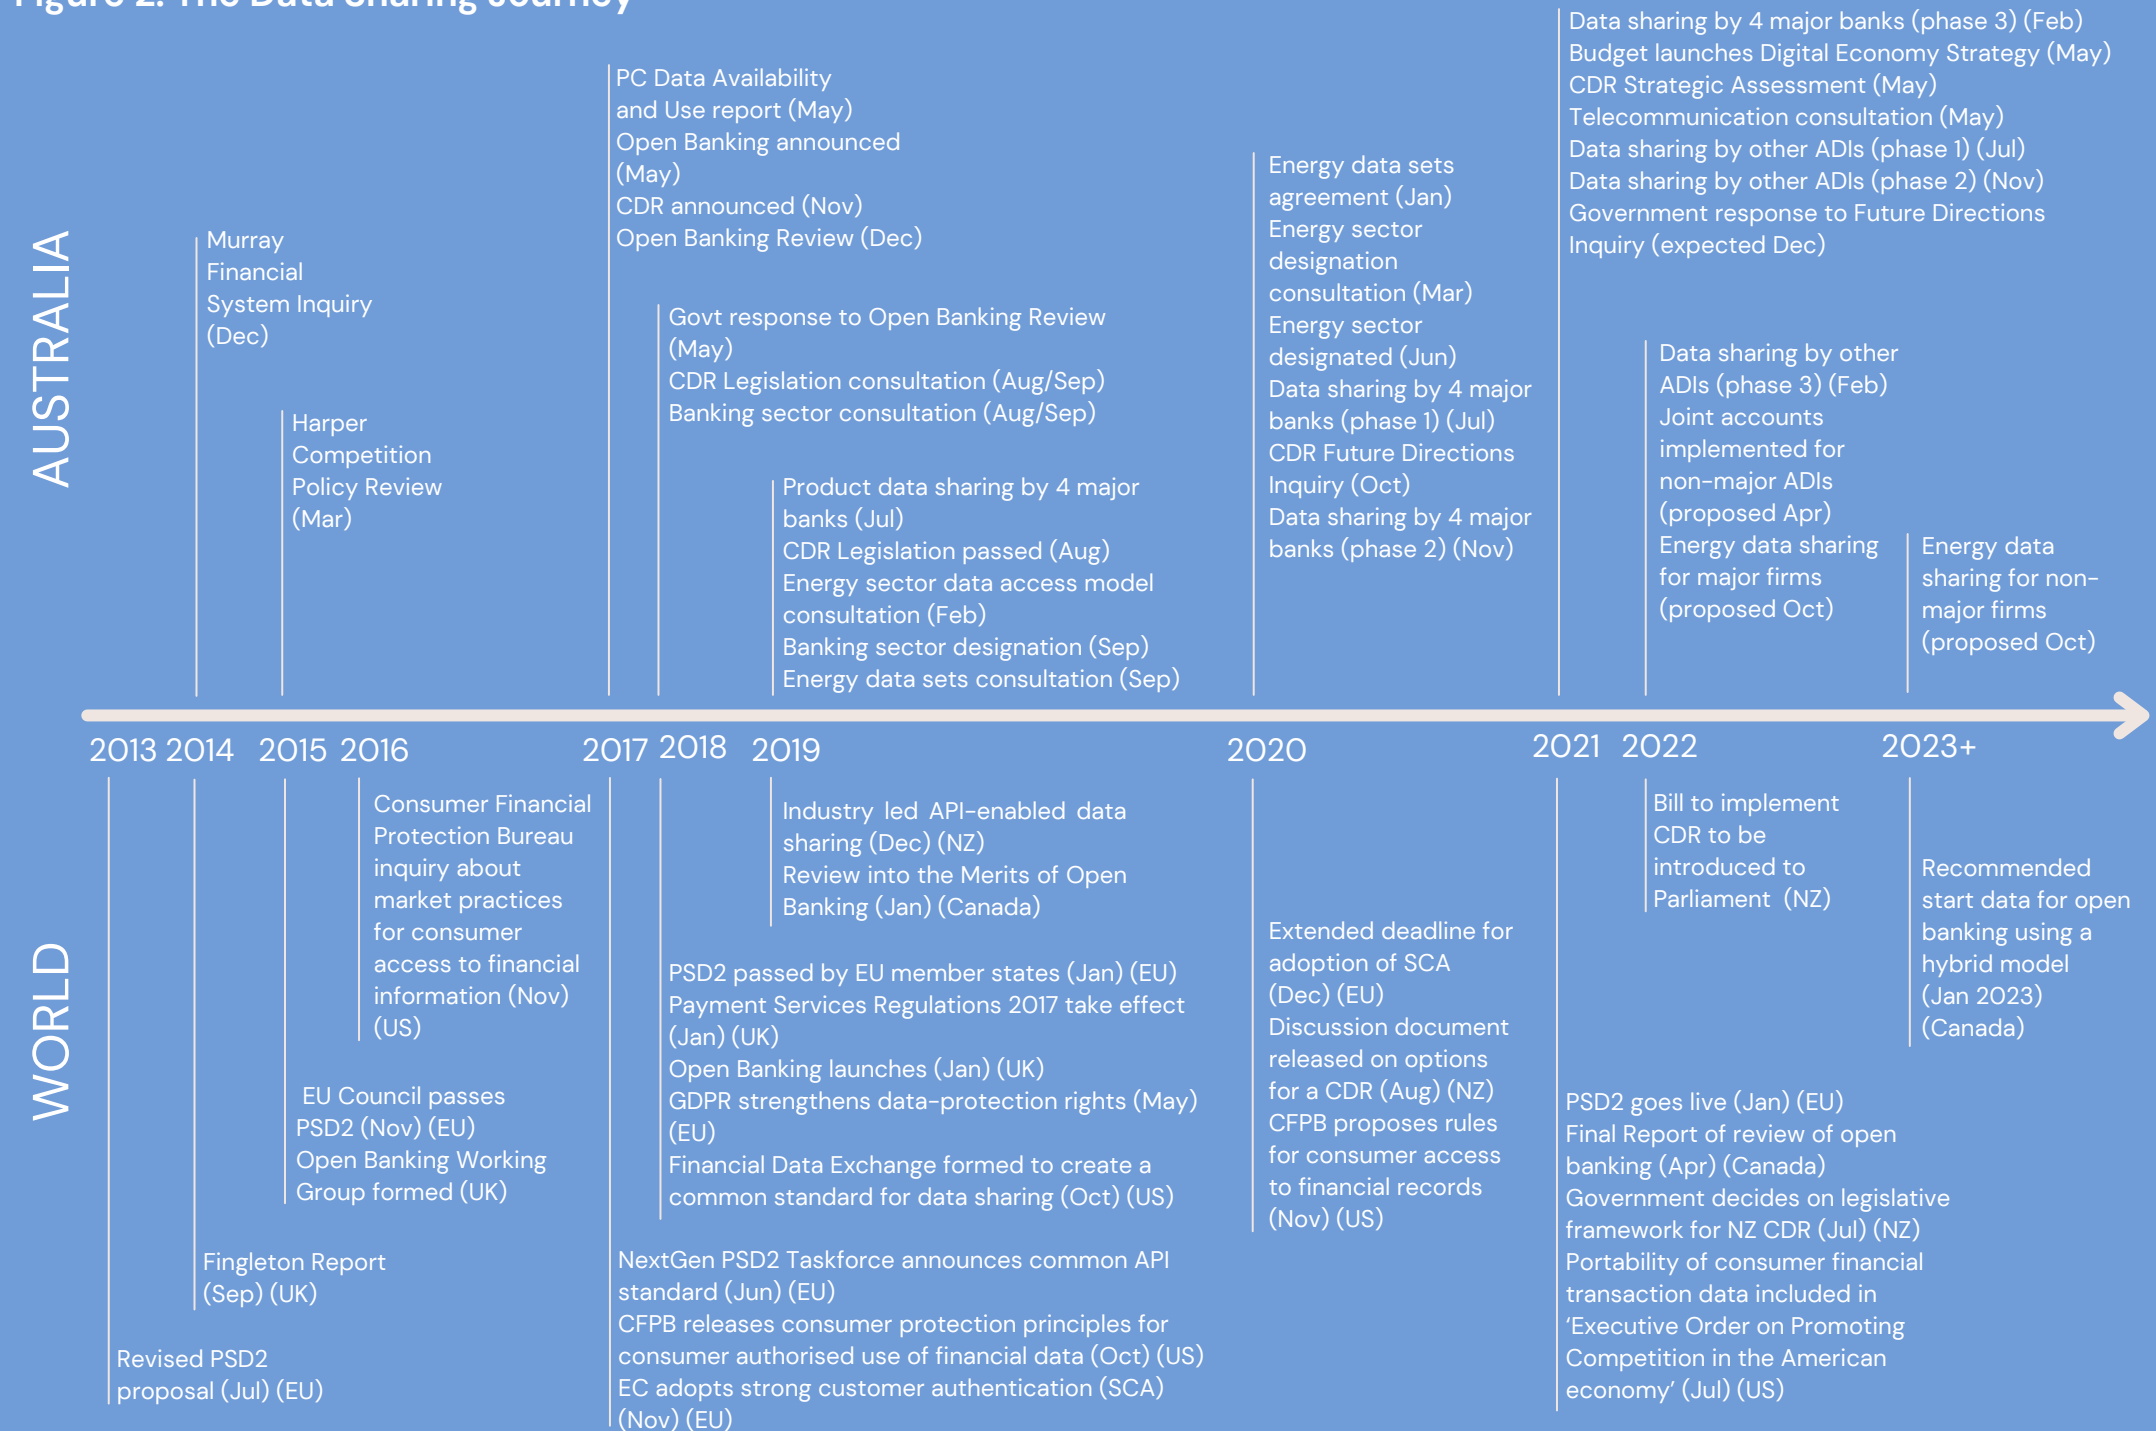 Figure 2: The Data Sharing Journey
AUSTRALIA
Murray
Financial
System Inquiry
(Dec)
Harper
Competition
Policy Review
(Mar)
PC Data Availability
and Use report (May)
Open Banking announced
(May)
CDR announced (Nov)
Open Banking Review (Dec)
Govt response to Open Banking Review
(May)
CDR Legislation consultation (Aug/Sep)
Banking sector consultation (Aug/Sep)
Product data sharing by 4 major
banks (Jul)
CDR Legislation passed (Aug)
Energy sector data access model
consultation (Feb)
Banking sector designation (Sep)
Energy data sets consultation (Sep)
Energy data sets
agreement (Jan)
Energy sector
designation
consultation (Mar)
Energy sector
designated (Jun)
Data sharing by 4 major
banks (phase 1) (Jul)
CDR Future Directions
Inquiry (Oct)
Data sharing by 4 major
banks (phase 2) (Nov)
Data sharing by 4 major banks (phase 3) (Feb)
Budget launches Digital Economy Strategy (May)
CDR Strategic Assessment (May)
Telecommunication consultation (May)
Data sharing by other ADIs (phase 1) (Jul)
Data sharing by other ADIs (phase 2) (Nov)
Government response to Future Directions
Inquiry (expected Dec)
Data sharing by other
ADIs (phase 3) (Feb)
Joint accounts
implemented for
non-major ADIs
(proposed Apr)
Energy data sharing
for major firms
(proposed Oct)
Energy data
sharing for non-
major firms
(proposed Oct)
2013 2014 2015 2016 2017 2018 2019 2020 2021 2022 2023+
WORLD
Revised PSD2
proposal (Jul) (EU)
Fingleton Report
(Sep) (UK)
EU Council passes
PSD2 (Nov) (EU)
Open Banking Working
Group formed (UK)
Consumer Financial
Protection Bureau
inquiry about
market practices
for consumer
access to financial
information (Nov)
(US)
NextGen PSD2 Taskforce announces common API
standard (Jun) (EU)
CFPB releases consumer protection principles for
consumer authorised use of financial data (Oct) (US)
EC adopts strong customer authentication (SCA)
(Nov) (EU)
PSD2 passed by EU member states (Jan) (EU)
Payment Services Regulations 2017 take effect
(Jan) (UK)
Open Banking launches (Jan) (UK)
GDPR strengthens data-protection rights (May)
(EU)
Financial Data Exchange formed to create a
common standard for data sharing (Oct) (US)
Industry led API-enabled data
sharing (Dec) (NZ)
Review into the Merits of Open
Banking (Jan) (Canada)
Extended deadline for
adoption of SCA
(Dec) (EU)
Discussion document
released on options
for a CDR (Aug) (NZ)
CFPB proposes rules
for consumer access
to financial records
(Nov) (US)
PSD2 goes live (Jan) (EU)
Final Report of review of open
banking (Apr) (Canada)
Government decides on legislative
framework for NZ CDR (Jul) (NZ)
Portability of consumer financial
transaction data included in
‘Executive Order on Promoting
Competition in the American
economy’ (Jul) (US)
Bill to implement
CDR to be
introduced to
Parliament (NZ)
Recommended
start data for open
banking using a
hybrid model
(Jan 2023)
(Canada)